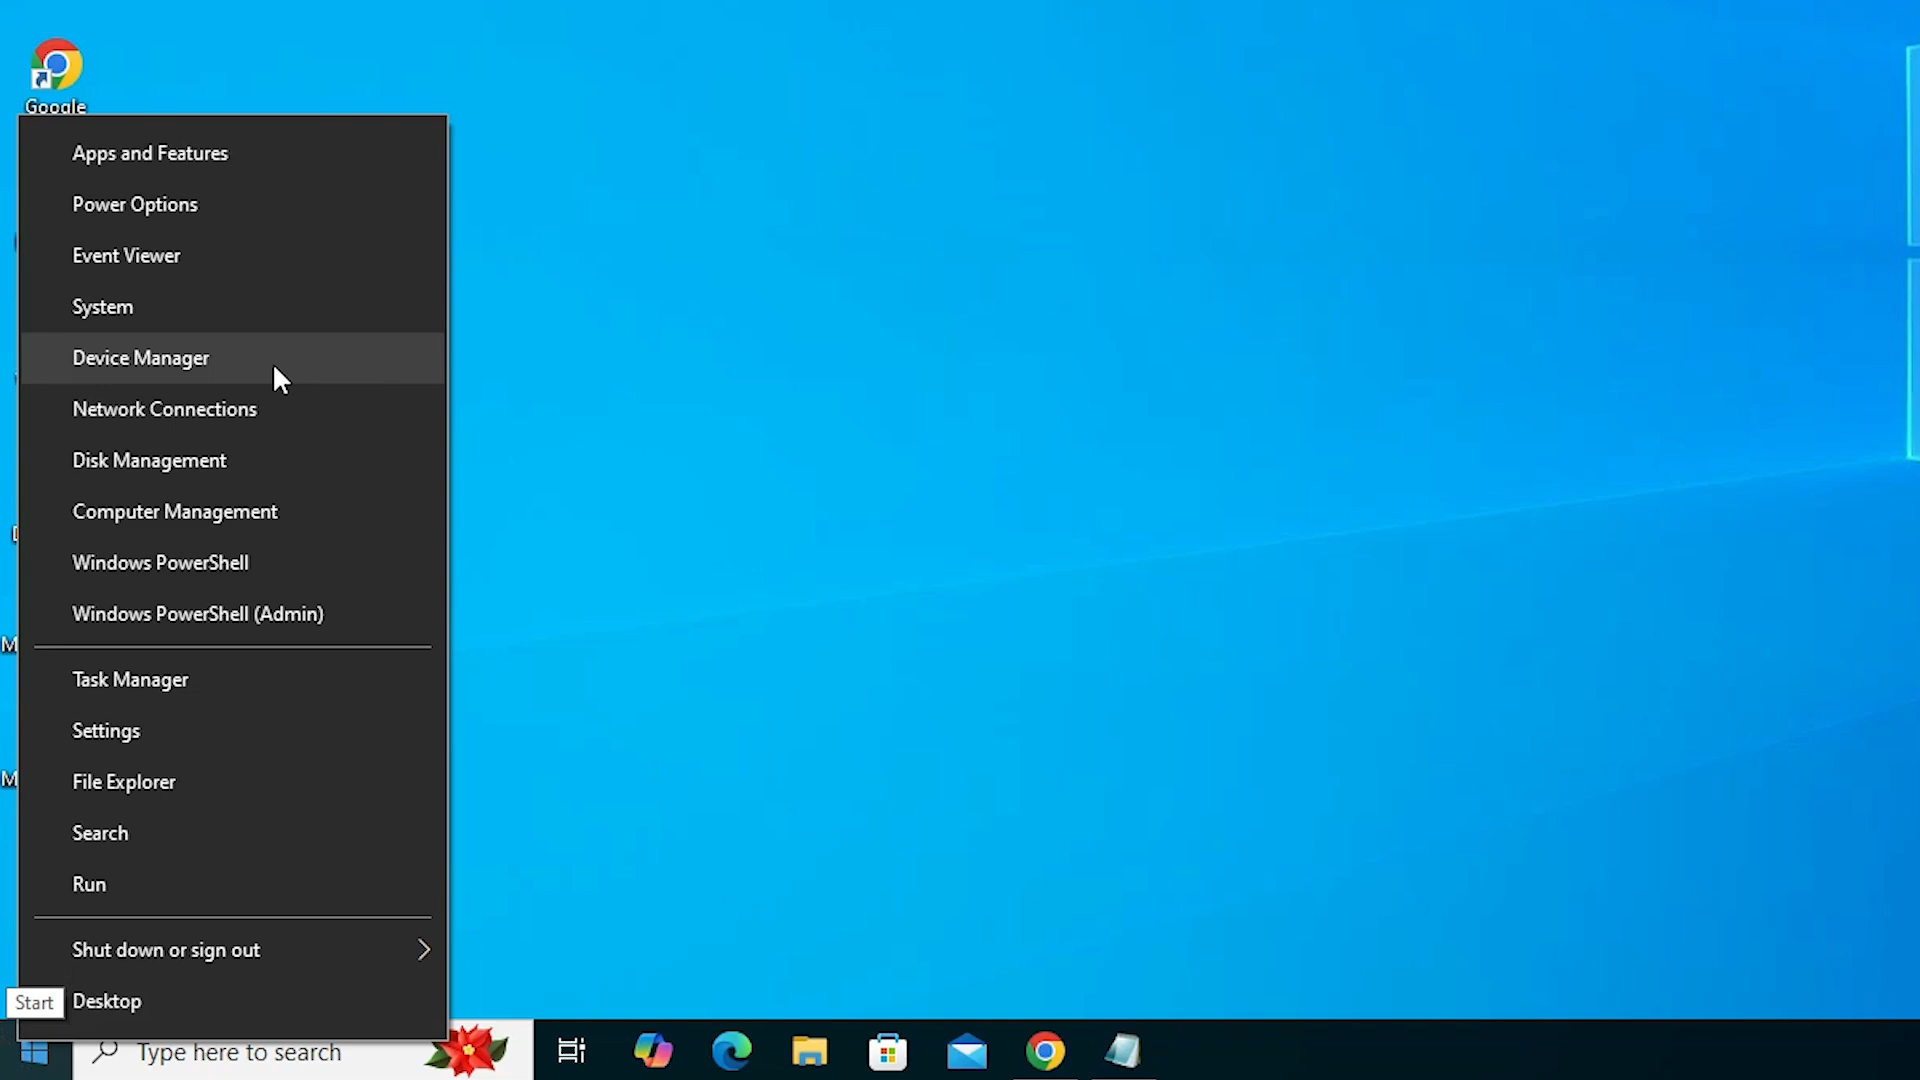 Google
Apps and Features
Power Options
Event Viewer
System
Device Manager
Network Connections
Disk Management
Computer Management
Windows PowerShell
Windows PowerShell (Admin)
Task Manager
Settings
File Explorer
Search
Run
Shut down or sign out
Desktop
Start
Type here to search